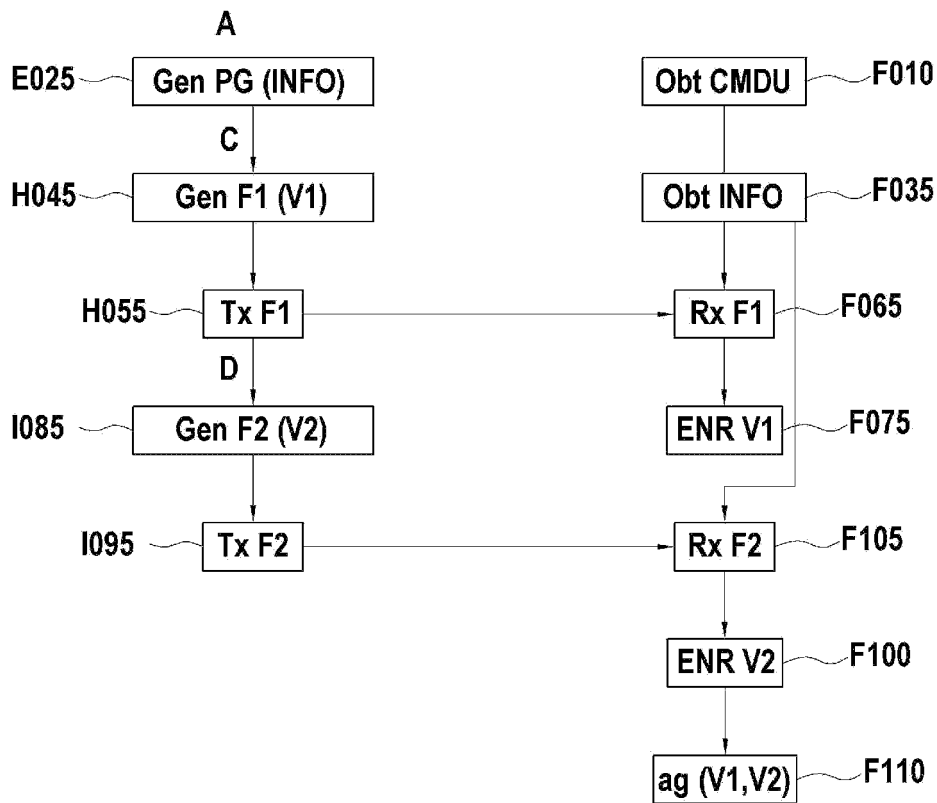 A
E025 Gen PG (INFO) Obt CMDU F010
C
H045 Gen F1 (V1) Obt INFO F035
H055 Tx F1 Rx F1 F065
D
I085 Gen F2 (V2) ENR V1 F075
I095 Tx F2 Rx F2 F105
ENR V2 F100
ag (V1,V2) F110